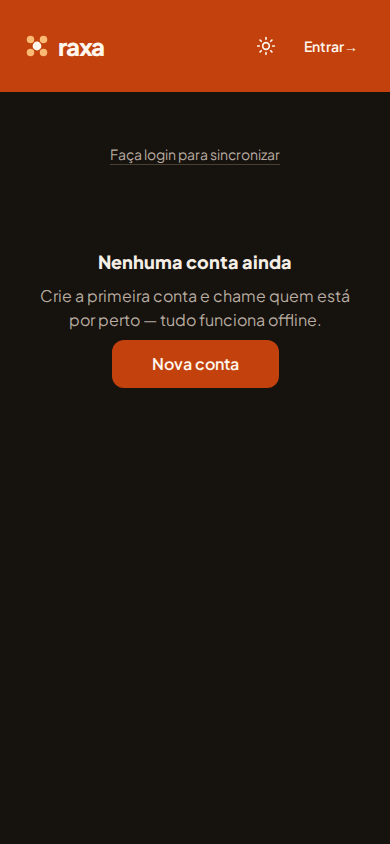 raxa
Entrar→
Faça login para sincronizar
Nenhuma conta ainda
Crie a primeira conta e chame quem está
por perto — tudo funciona offline.
Nova conta